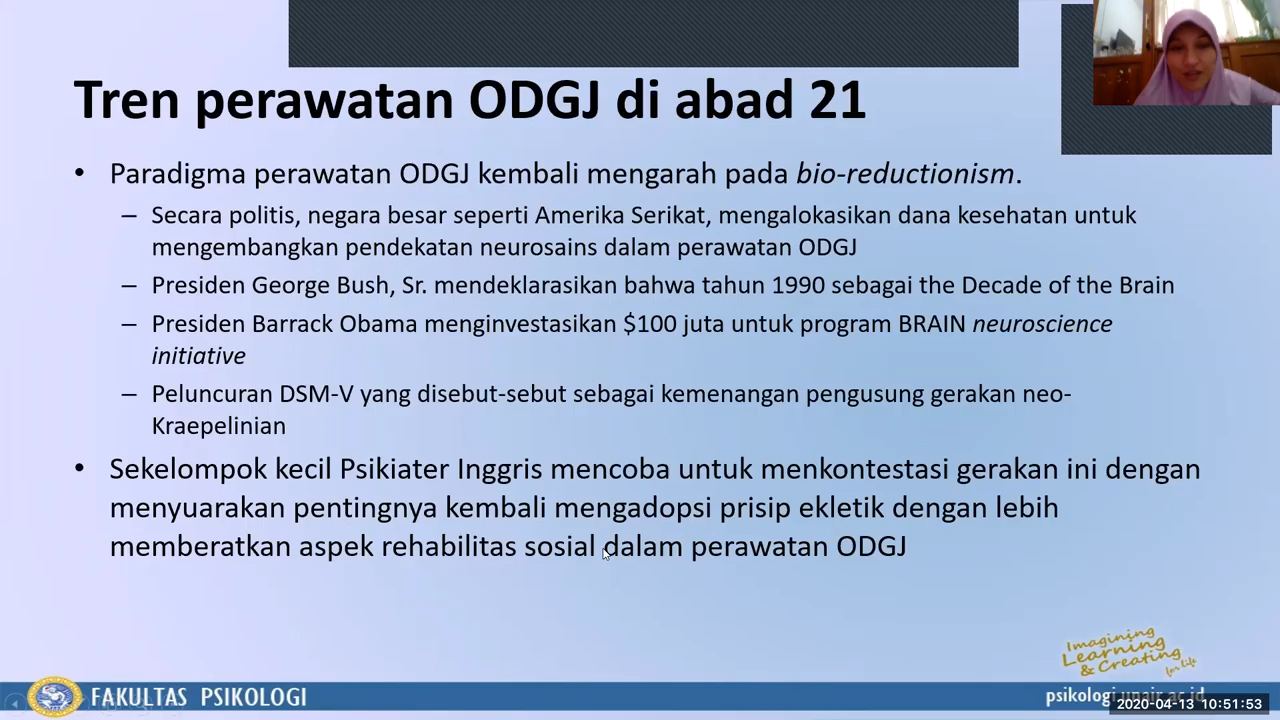 Tren perawatan ODGJ di abad 21
• Paradigma perawatan ODGJ kembali mengarah pada bio-reductionism.
– Secara politis, negara besar seperti Amerika Serikat, mengalokasikan dana kesehatan untuk
mengembangkan pendekatan neurosains dalam perawatan ODGJ
– Presiden George Bush, Sr. mendeklarasikan bahwa tahun 1990 sebagai the Decade of the Brain
– Presiden Barrack Obama menginvestasikan $100 juta untuk program BRAIN neuroscience
initiative
– Peluncuran DSM-V yang disebut-sebut sebagai kemenangan pengusung gerakan neo-
Kraepelinian
• Sekelompok kecil Psikiater Inggris mencoba untuk menkontestasi gerakan ini dengan
menyuarakan pentingnya kembali mengadopsi prisip ekletik dengan lebih
memberatkan aspek rehabilitas sosial dalam perawatan ODGJ
Imagining
Learning
& Creating
for life
FAKULTAS PSIKOLOGI
psikologi.unair.ac.id
2020-04-13 10:51:53